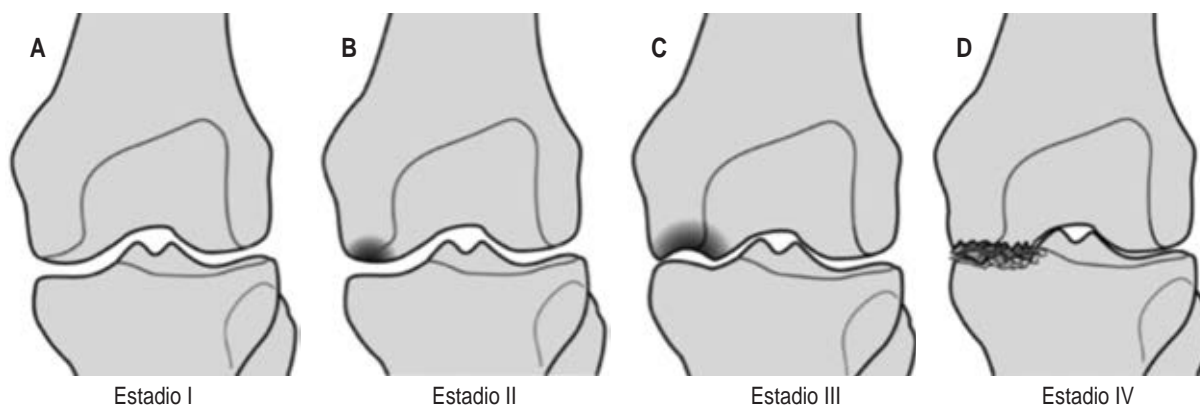 A
B
C
D
Estadio I
Estadio II
Estadio III
Estadio IV